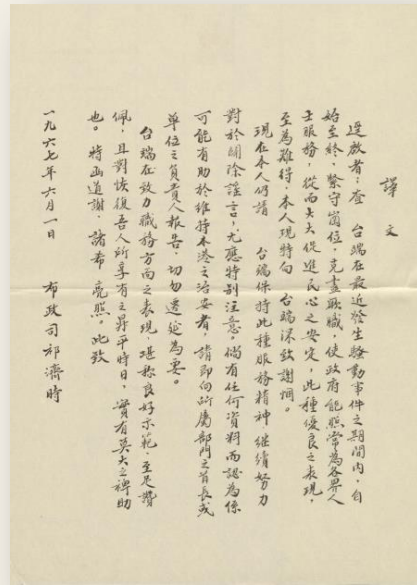 譯文
逕啟者：查　台端在最近發生騷動事件之期間內，自
始至終，緊守崗位，克盡厥職，使政府能照常為各界人
士服務，從而大大促進民心之安定，此種優良之表現，
至為難得，本人現特向　台端深致謝悃。
現在本人仍請　台端保持此種服務精神繼續努力
對於闢除謠言，尤應特別注意。倘有任何資料而認為係
可能有助於維持本港之治安者，請即向所屬部門之首長或
單位之負責人報告，切勿遷延為要。
台端在效力職務方面之表現，堪稱良好示範，至足贊
佩，且對恢復吾人所享有之昇平時日，實有莫大之裨助
也。特函道謝，諸希　亮照。此致
布政司祁濟時
一九六七年六月一日